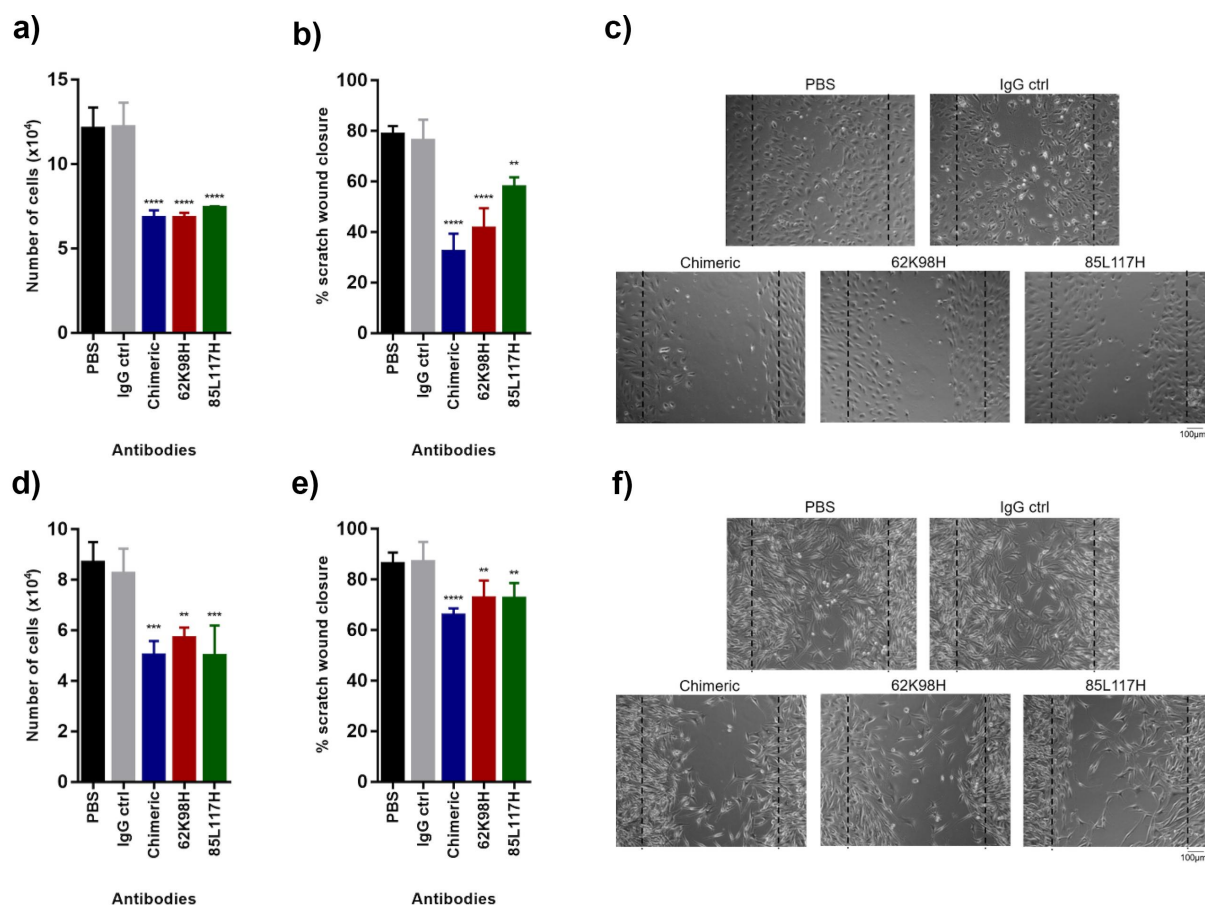 a)
Number of cells (x10⁴)
15
10
5
0
PBS
IgG ctrl
Chimeric
62K98H
85L117H
****
****
****
Antibodies
b)
% scratch wound closure
100
80
60
40
20
0
PBS
IgG ctrl
Chimeric
62K98H
85L117H
****
****
**
Antibodies
c)
PBS
IgG ctrl
Chimeric
62K98H
85L117H
100µm
d)
Number of cells (x10⁴)
10
8
6
4
2
0
PBS
IgG ctrl
Chimeric
62K98H
85L117H
***
**
***
Antibodies
e)
% scratch wound closure
100
80
60
40
20
0
PBS
IgG ctrl
Chimeric
62K98H
85L117H
****
**
**
Antibodies
f)
PBS
IgG ctrl
Chimeric
62K98H
85L117H
100µm